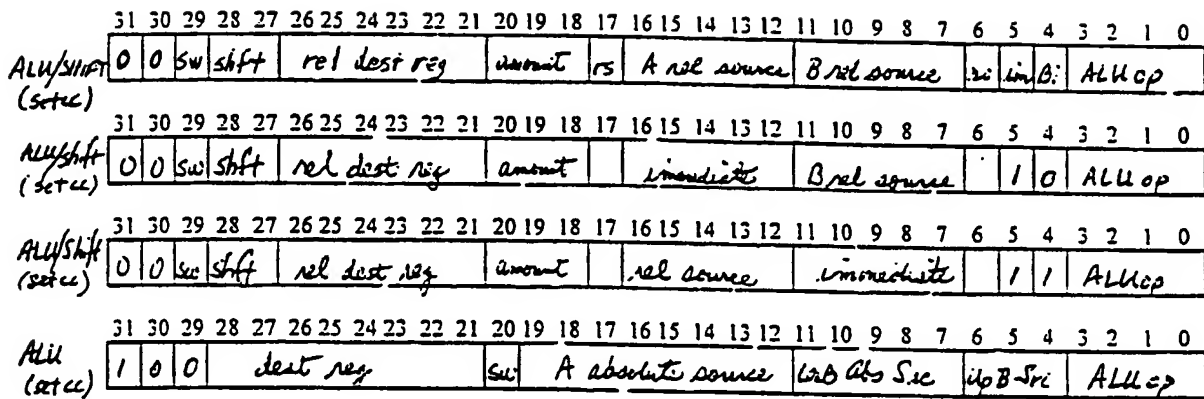 31 30 29 28 27 26 25 24 23 22 21 20 19 18 17 16 15 14 13 12 11 10 9 8 7 6 5 4 3 2 1 0
ALU/SHIFT (setcc) 0 0 sw shft rel dest reg amount rs A rel source B rel source im Bi ALU op
31 30 29 28 27 26 25 24 23 22 21 20 19 18 17 16 15 14 13 12 11 10 9 8 7 6 5 4 3 2 1 0
ALU/shft (setcc) 0 0 sw shft rel dest reg amount immediate B rel source 1 0 ALU op
31 30 29 28 27 26 25 24 23 22 21 20 19 18 17 16 15 14 13 12 11 10 9 8 7 6 5 4 3 2 1 0
ALU/Shift (setcc) 0 0 sw shft rel dest reg amount rel source immediate 1 1 ALU op
31 30 29 28 27 26 25 24 23 22 21 20 19 18 17 16 15 14 13 12 11 10 9 8 7 6 5 4 3 2 1 0
ALU (setcc) 1 0 0 dest reg sw A absolute source Abs Src ALU op